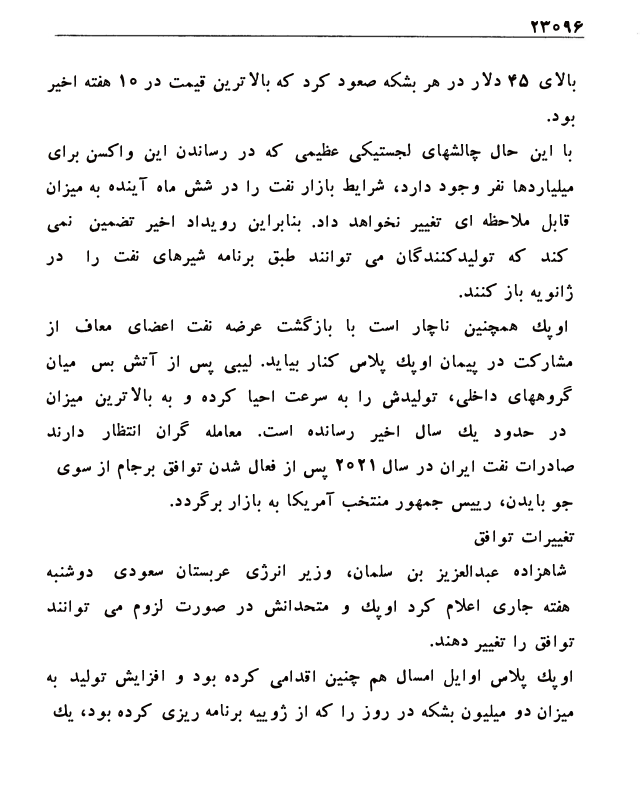 ۲۳۰۹۶
بالای ۴۵ دلار در هر بشکه صعود کرد که بالاترین قیمت در ۱۰ هفته اخیر
بود.
با این حال چالشهای لجستیکی عظیمی که در رساندن این واکسن برای
میلیاردها نفر وجود دارد، شرایط بازار نفت را در شش ماه آینده به میزان
قابل ملاحظه ای تغییر نخواهد داد. بنابراین رویداد اخیر تضمین نمی
کند که تولیدکنندگان می توانند طبق برنامه شیرهای نفت را در
ژانویه باز کنند.
اوپک همچنین ناچار است با بازگشت عرضه نفت اعضای معاف از
مشارکت در پیمان اوپک پلاس کنار بیاید. لیبی پس از آتش بس میان
گروههای داخلی، تولیدش را به سرعت احیا کرده و به بالاترین میزان
در حدود یک سال اخیر رسانده است. معامله گران انتظار دارند
صادرات نفت ایران در سال ۲۰۲۱ پس از فعال شدن توافق برجام از سوی
جو بایدن، رییس جمهور منتخب آمریکا به بازار برگردد.
تغییرات توافق
شاهزاده عبدالعزیز بن سلمان، وزیر انرژی عربستان سعودی دوشنبه
هفته جاری اعلام کرد اوپک و متحدانش در صورت لزوم می توانند
توافق را تغییر دهند.
اوپک پلاس اوایل امسال هم چنین اقدامی کرده بود و افزایش تولید به
میزان دو میلیون بشکه در روز را که از ژوییه برنامه ریزی کرده بود، یک